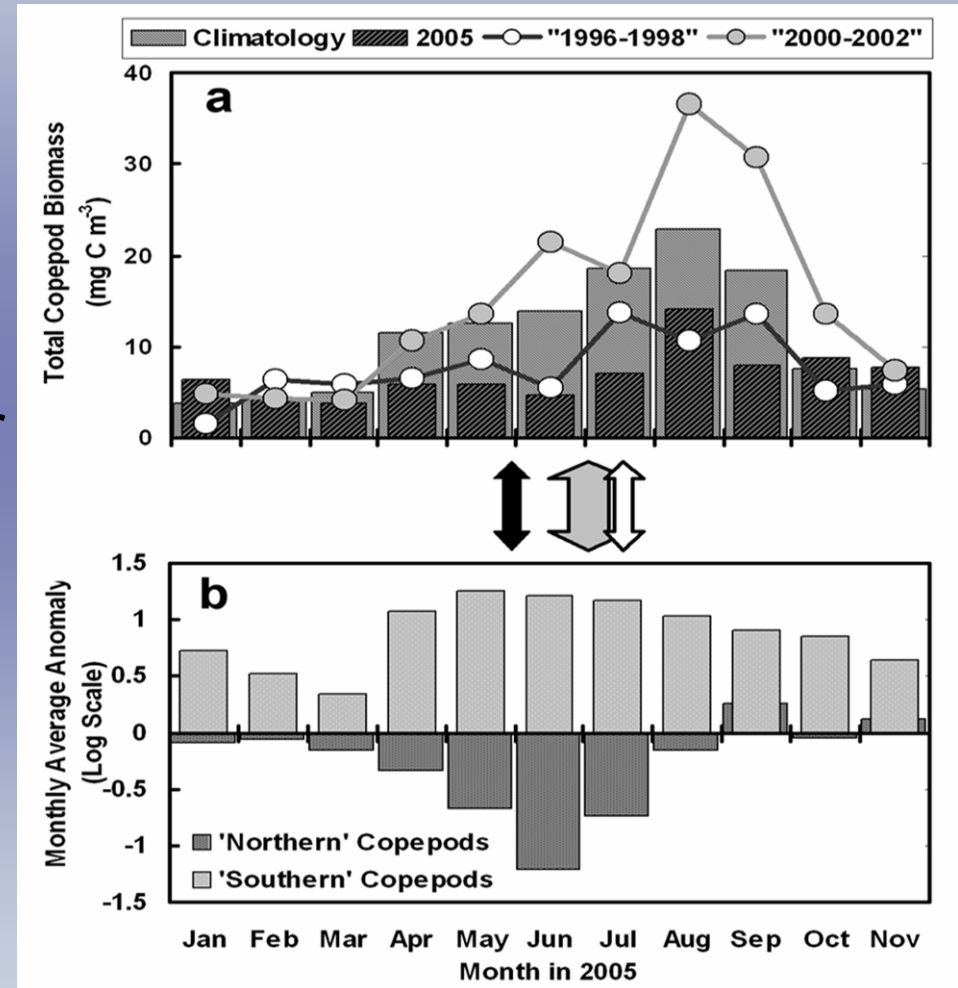 Climatology 2005 "1996-1998" "2000-2002"
a
Total Copepod Biomass
(mg C m⁻³)
40
30
20
10
0
b
Monthly Average Anomaly
(Log Scale)
1.5
1
0.5
0
-0.5
-1
-1.5
'Northern' Copepods
'Southern' Copepods
Jan Feb Mar Apr May Jun Jul Aug Sep Oct Nov
Month in 2005